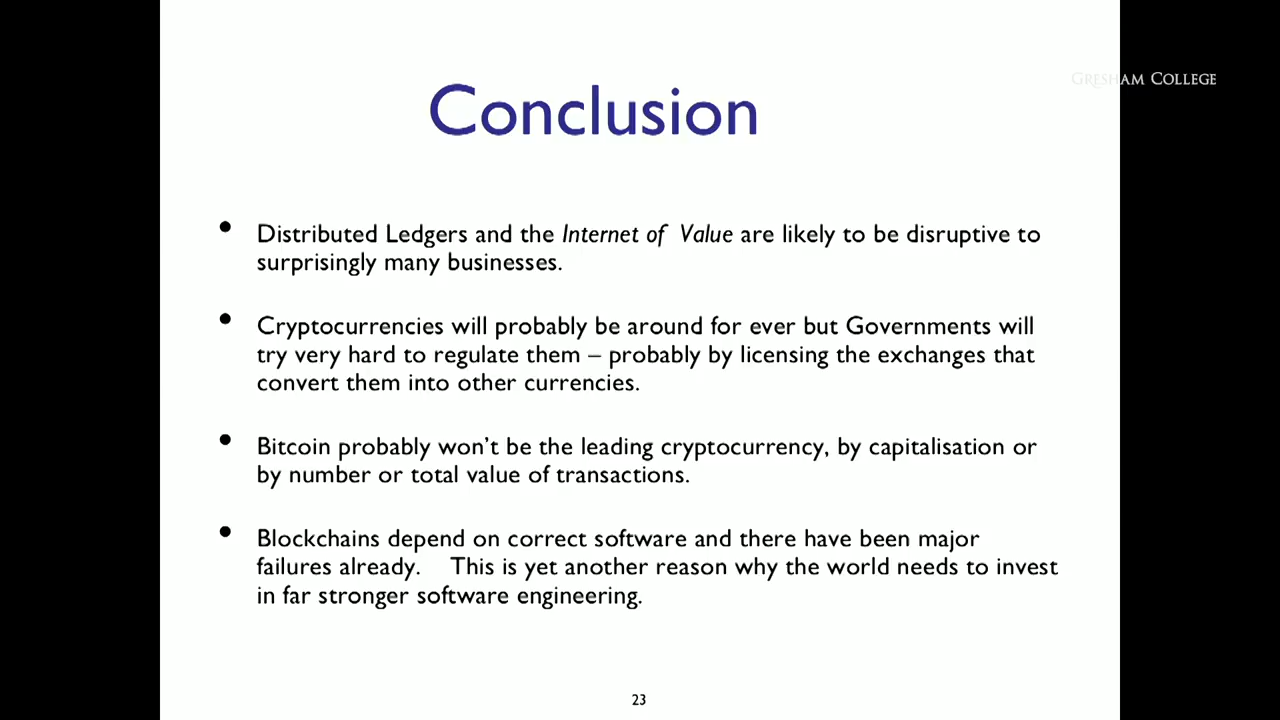 GRESHAM COLLEGE
Conclusion
• Distributed Ledgers and the Internet of Value are likely to be disruptive to
surprisingly many businesses.
• Cryptocurrencies will probably be around for ever but Governments will
try very hard to regulate them – probably by licensing the exchanges that
convert them into other currencies.
• Bitcoin probably won’t be the leading cryptocurrency, by capitalisation or
by number or total value of transactions.
• Blockchains depend on correct software and there have been major
failures already. This is yet another reason why the world needs to invest
in far stronger software engineering.
23